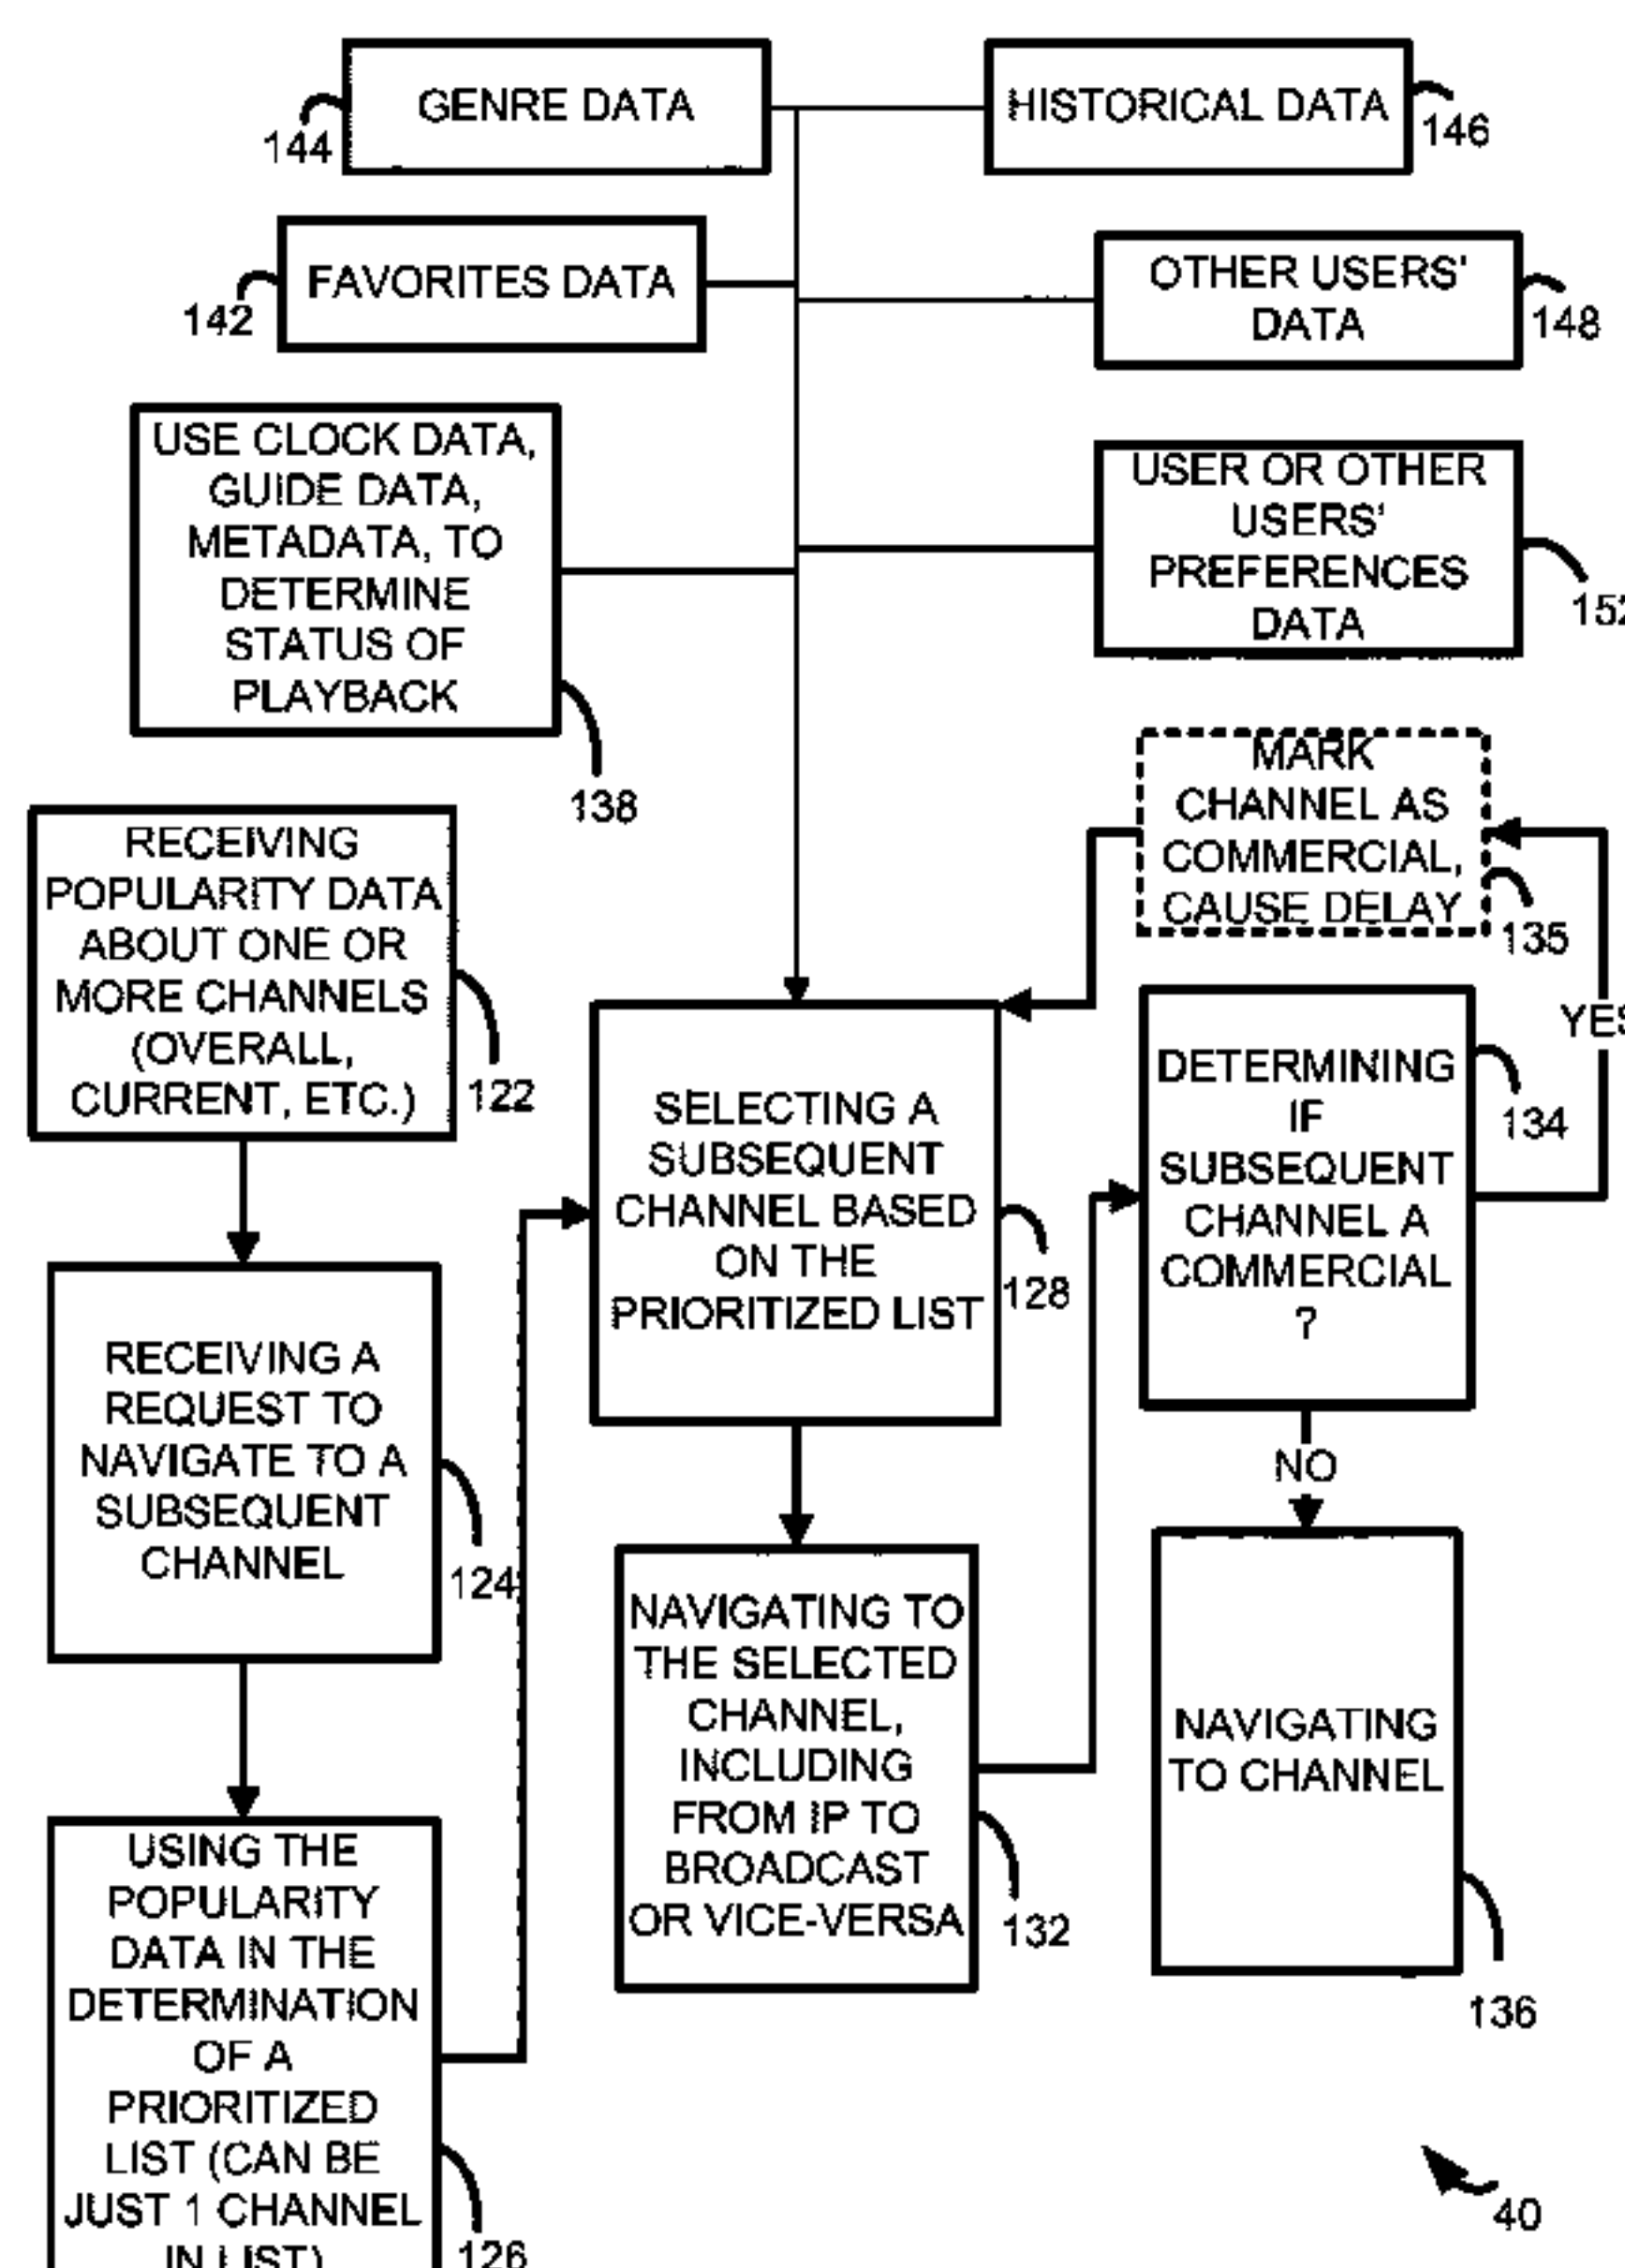 GENRE DATA
144
HISTORICAL DATA
146
FAVORITES DATA
142
OTHER USERS'
DATA
148
USE CLOCK DATA,
GUIDE DATA,
METADATA, TO
DETERMINE
STATUS OF
PLAYBACK
138
USER OR OTHER
USERS'
PREFERENCES
DATA
152
MARK
CHANNEL AS
COMMERCIAL,
CAUSE DELAY
135
RECEIVING
POPULARITY DATA
ABOUT ONE OR
MORE CHANNELS
(OVERALL,
CURRENT, ETC.)
122
YES
SELECTING A
SUBSEQUENT
CHANNEL BASED
ON THE
PRIORITIZED LIST
128
DETERMINING
IF
SUBSEQUENT
CHANNEL A
COMMERCIAL
?
134
NO
RECEIVING A
REQUEST TO
NAVIGATE TO A
SUBSEQUENT
CHANNEL
124
NAVIGATING TO
THE SELECTED
CHANNEL,
INCLUDING
FROM IP TO
BROADCAST
OR VICE-VERSA
132
NAVIGATING
TO CHANNEL
136
USING THE
POPULARITY
DATA IN THE
DETERMINATION
OF A
PRIORITIZED
LIST (CAN BE
JUST 1 CHANNEL
IN LIST)
126
40